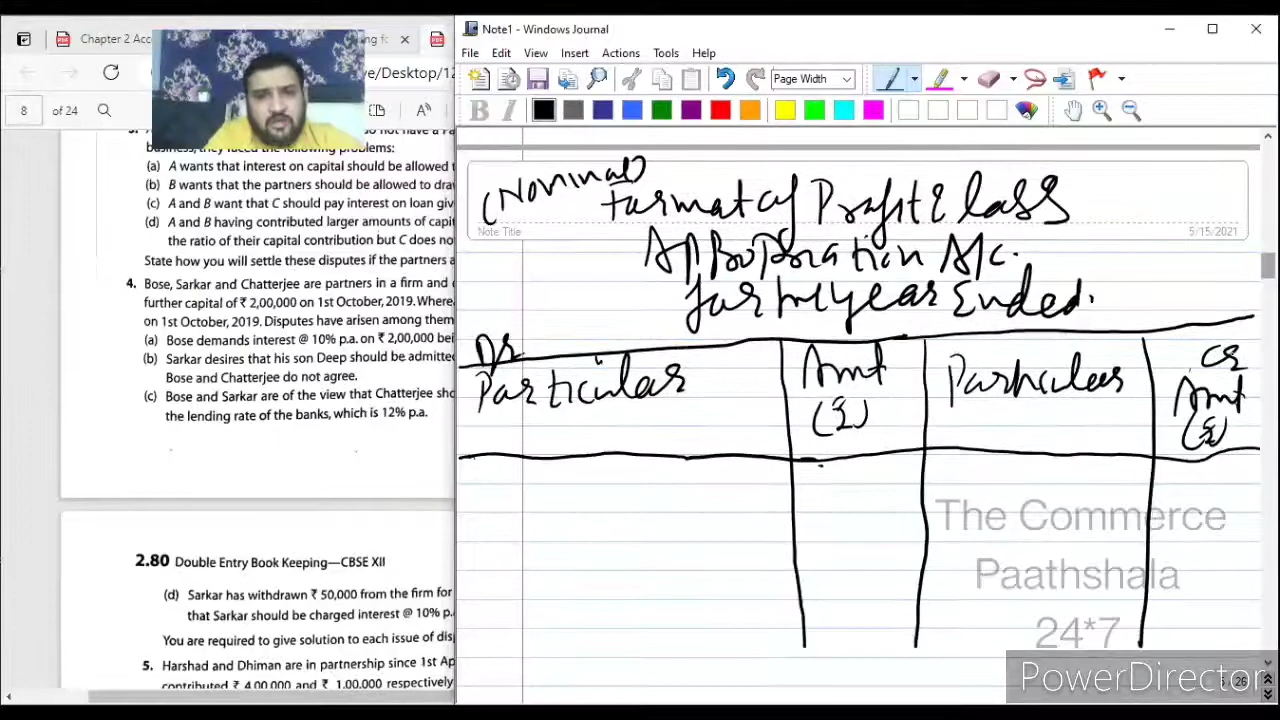 Note1 - Windows Journal
Chapter 2 Acc
ng fo
ve/Desktop/12
File Edit View Insert Actions Tools Help
8 of 24
Page Width
business, they faced the following problems:
(a) A wants that interest on capital should be allowed t
(b) B wants that the partners should be allowed to dra
(c) A and B want that C should pay interest on loan giv
(d) A and B having contributed larger amounts of capit
the ratio of their capital contribution but C does no
State how you will settle these disputes if the partners a
4. Bose, Sarkar and Chatterjee are partners in a firm and
further capital of ₹ 2,00,000 on 1st October, 2019. Where
on 1st October, 2019. Disputes have arisen among them
(a) Bose demands interest @ 10% p.a. on ₹ 2,00,000 bei
(b) Sarkar desires that his son Deep should be admitte
Bose and Chatterjee do not agree.
(c) Bose and Sarkar are of the view that Chatterjee sho
the lending rate of the banks, which is 12% p.a.
2.80 Double Entry Book Keeping—CBSE XII
(d) Sarkar has withdrawn ₹ 50,000 from the firm for
that Sarkar should be charged interest @ 10% p.
You are required to give solution to each issue of disp
5. Harshad and Dhiman are in partnership since 1st Ap
contributed ₹ 4,00,000 and ₹ 1,00,000 respectively
(Nominal)
Format of Profit & loss
Note Title
5/15/2021
Appropriation A/c.
for the year Ended.
Dr
Cr
Particular Amt Particulars Amt
(₹) (₹)
The Commerce
Paathshala
24*7
PowerDirector